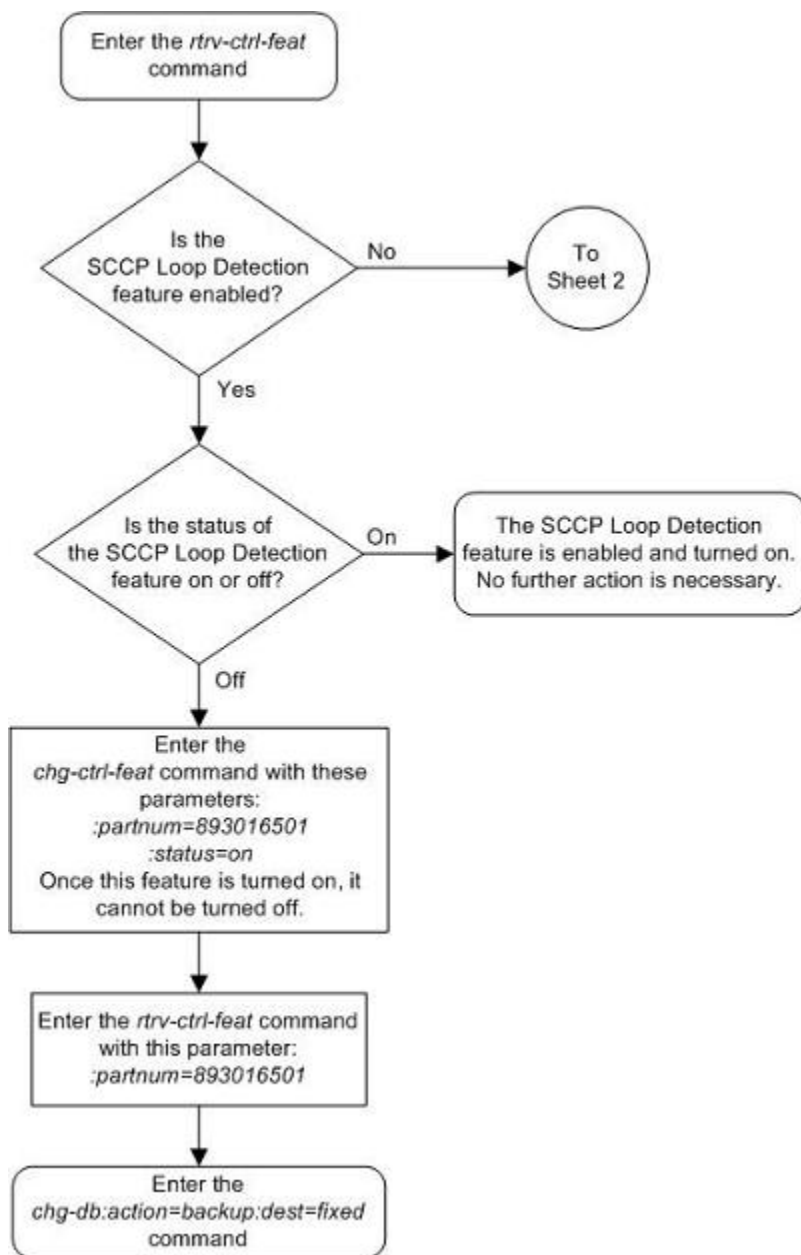 Enter the rtrv-ctrl-feat
command
Is the
SCCP Loop Detection
feature enabled?
No
To
Sheet 2
Yes
Is the status of
the SCCP Loop Detection
feature on or off?
On
The SCCP Loop Detection
feature is enabled and turned on.
No further action is necessary.
Off
Enter the
chg-ctrl-feat command with these
parameters:
:partnum=893016501
:status=on
Once this feature is turned on, it
cannot be turned off.
Enter the rtrv-ctrl-feat command
with this parameter:
:partnum=893016501
Enter the
chg-db:action=backup:dest=fixed
command